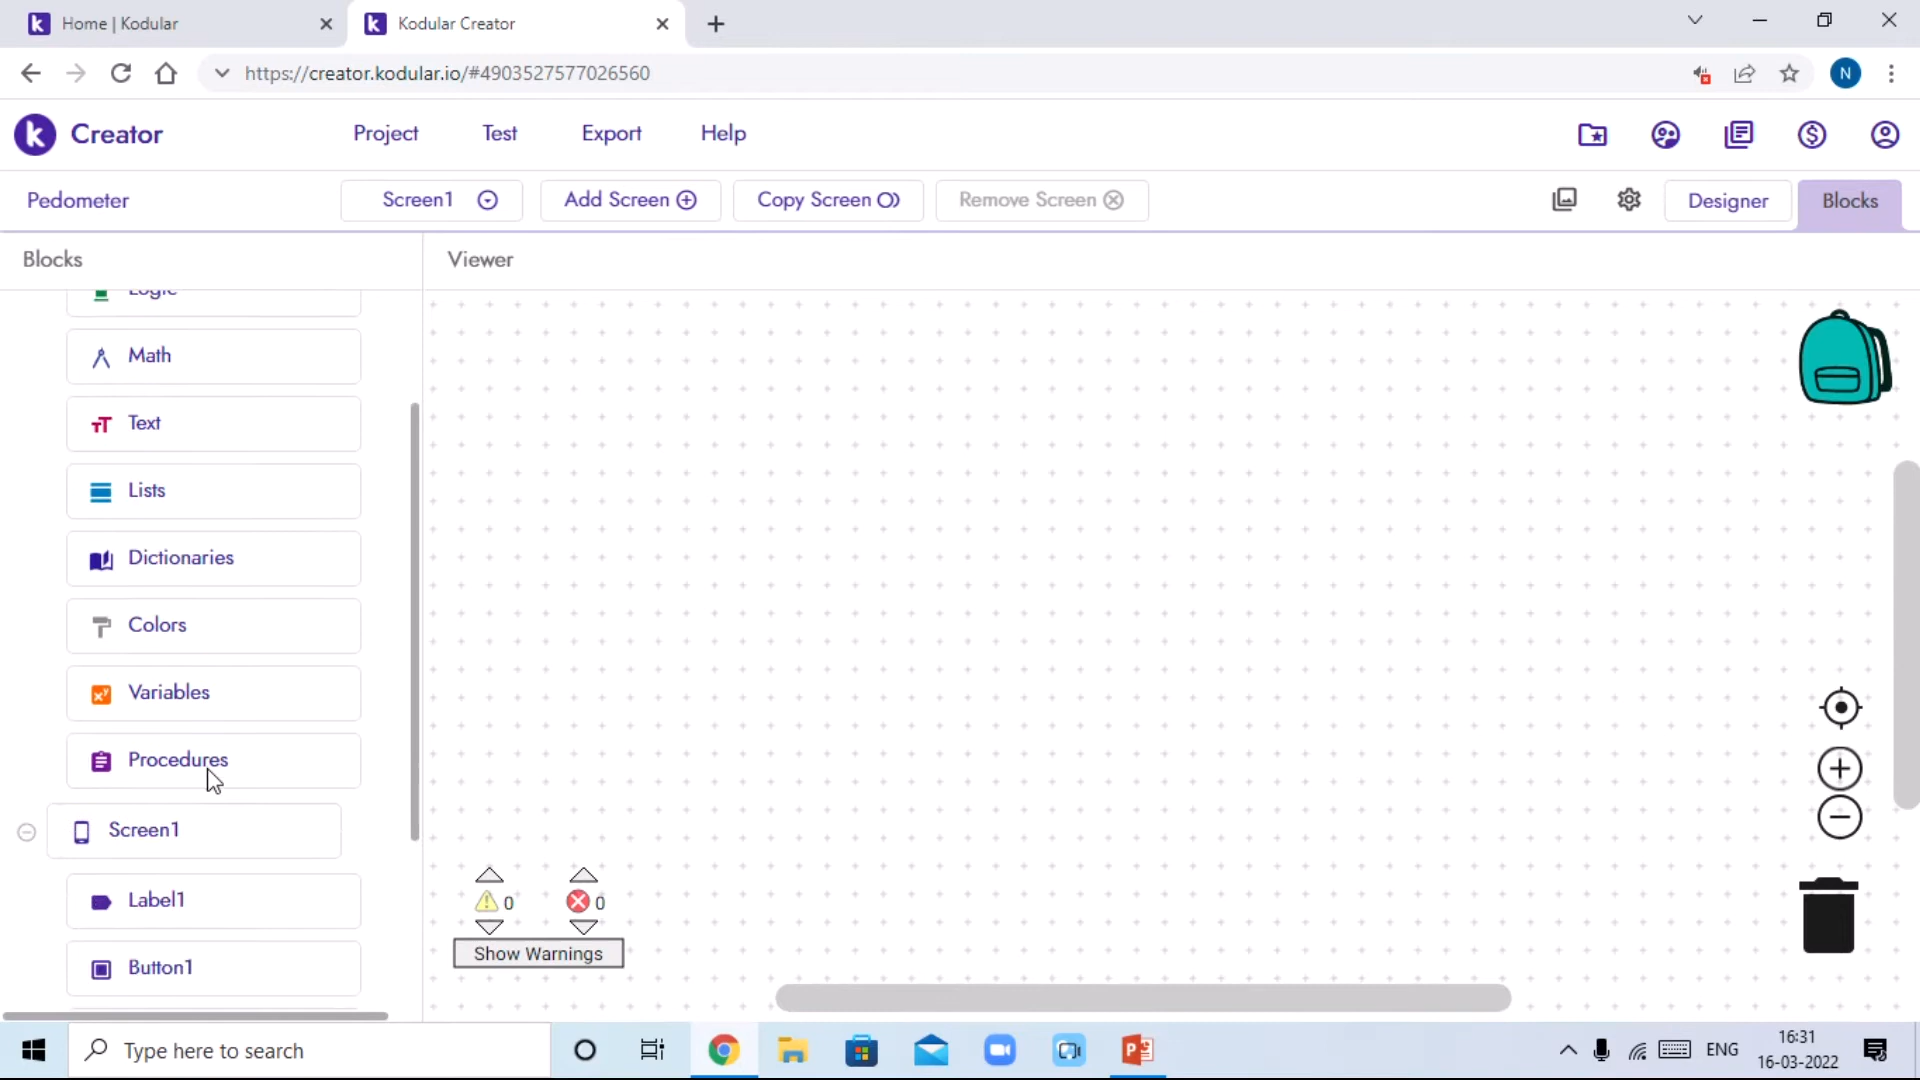 Home | Kodular
Kodular Creator
https://creator.kodular.io/#4903527577026560
N
Creator
Project
Test
Export
Help
Pedometer
Screen1
Add Screen
Copy Screen
Remove Screen
Designer
Blocks
Blocks
Viewer
Logic
Math
Text
Lists
Dictionaries
Colors
Variables
Procedures
Screen1
Label1
Button1
0
0
Show Warnings
Type here to search
ENG
16:31
16-03-2022